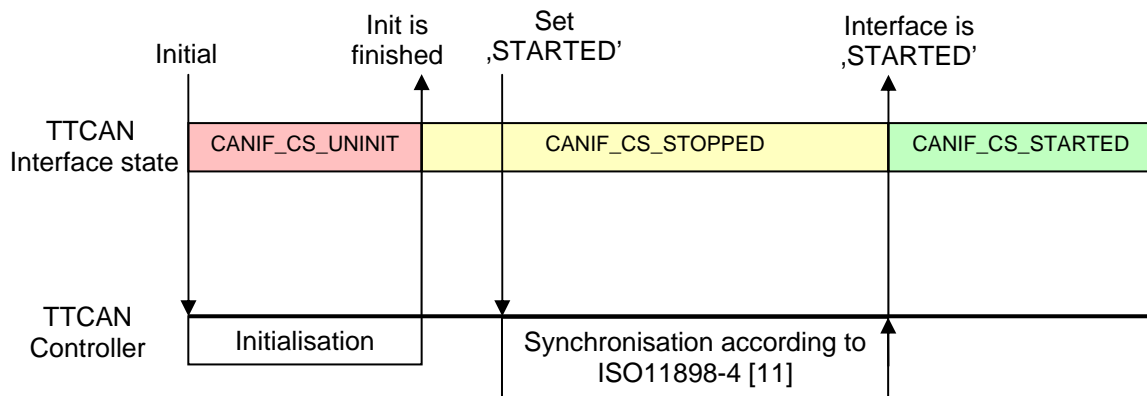 Initial
Init is
finished
Set
‚STARTED’
Interface is
‚STARTED’
TTCAN
Interface state
CANIF_CS_UNINIT
CANIF_CS_STOPPED
CANIF_CS_STARTED
TTCAN
Controller
Initialisation
Synchronisation according to
ISO11898-4 [11]